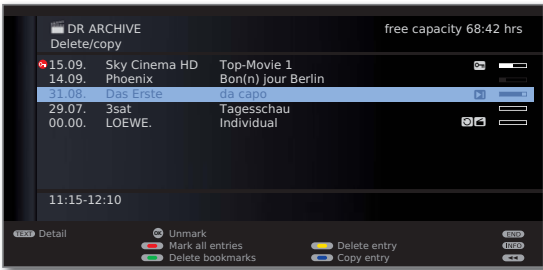 DR ARCHIVE free capacity 68:42 hrs
Delete/copy
15.09. Sky Cinema HD Top-Movie 1
14.09. Phoenix Bon(n) jour Berlin
31.08. Das Erste da capo
29.07. 3sat Tagesschau
00.00. LOEWE. Individual
11:15-12:10
TEXT Detail OK Unmark END
Mark all entries Delete entry INFO
Delete bookmarks Copy entry